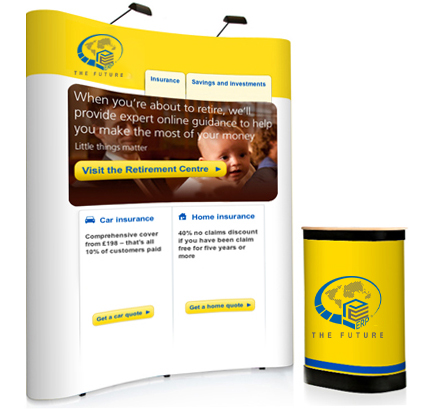 THE FUTURE
Insurance
Savings and investments
When you're about to retire, we'll
provide expert online guidance to help
you make the most of your money
Little things matter
Visit the Retirement Centre
Car insurance
Comprehensive cover
from £198 – that's all
10% of customers paid
Get a car quote
Home insurance
40% no claims discount
if you have been claim
free for five years or
more
Get a home quote
EXP
THE FUTURE